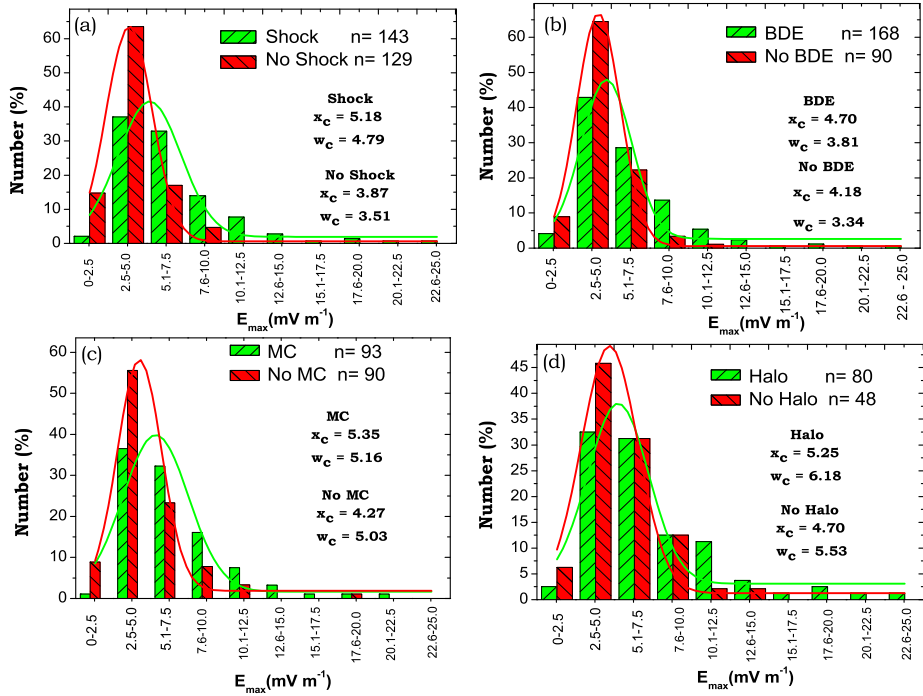 (a)
Shock n= 143
No Shock n= 129
Shock
xc = 5.18
wc = 4.79
No Shock
xc = 3.87
wc = 3.51
Number (%)
60
50
40
30
20
10
0
0-2.5
2.5-5.0
5.1-7.5
7.6-10.0
10.1-12.5
12.6-15.0
15.1-17.5
17.6-20.0
20.1-22.5
22.6-25.0
Emax(mV m-1)
(b)
BDE n= 168
No BDE n= 90
BDE
xc = 4.70
wc = 3.81
No BDE
xc = 4.18
wc = 3.34
Number (%)
60
50
40
30
20
10
0
0-2.5
2.5-5.0
5.1-7.5
7.6-10.0
10.1-12.5
12.6-15.0
15.1-17.5
17.6-20.0
20.1-22.5
22.6 - 25.0
Emax(mV m-1)
(c)
MC n= 93
No MC n= 90
MC
xc = 5.35
wc = 5.16
No MC
xc = 4.27
wc = 5.03
Number (%)
60
50
40
30
20
10
0
0-2.5
2.5-5.0
5.1-7.5
7.6-10.0
10.1-12.5
12.6-15.0
15.1-17.5
17.6-20.0
20.1-22.5
22.6-25.0
Emax(mV m-1)
(d)
Halo n= 80
No Halo n= 48
Halo
xc = 5.25
wc = 6.18
No Halo
xc = 4.70
wc = 5.53
Number (%)
45
40
35
30
25
20
15
10
5
0
0-2.5
2.5-5.0
5.1-7.5
7.6-10.0
10.1-12.5
12.6-15.0
15.1-17.5
17.6-20.0
20.1-22.5
22.6-25.0
Emax(mV m-1)